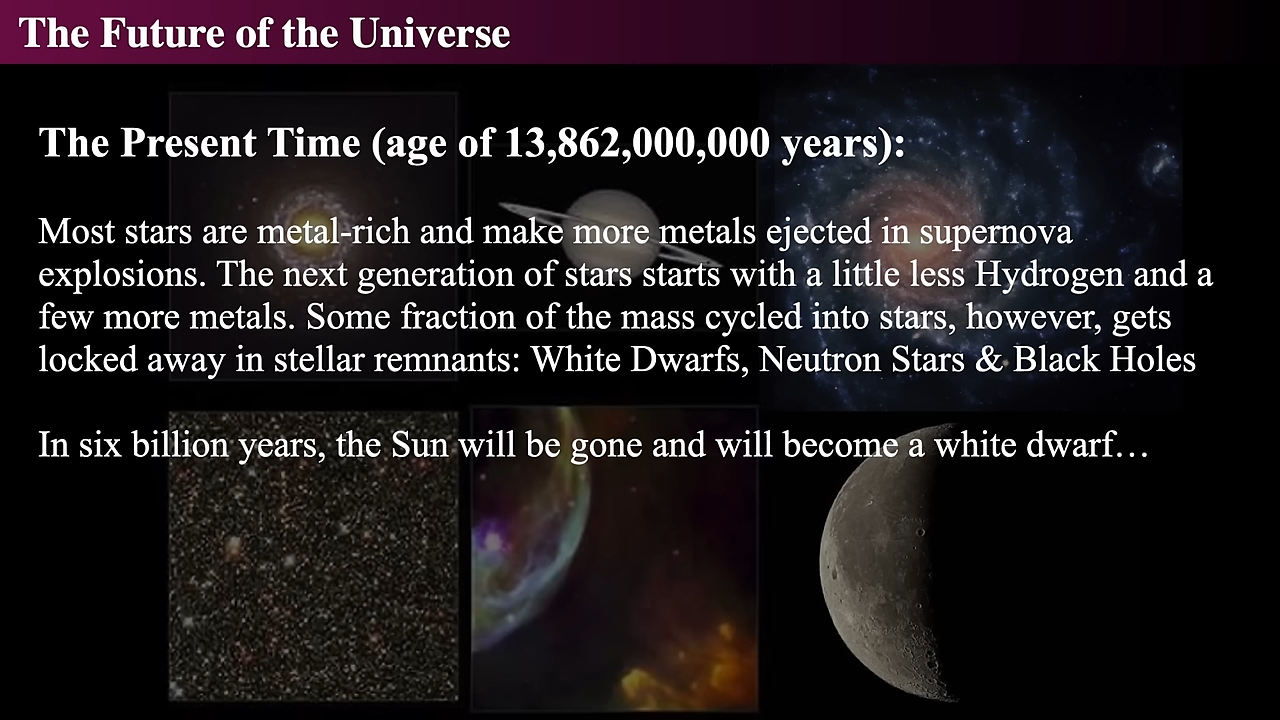 The Future of the Universe
The Present Time (age of 13,862,000,000 years):
Most stars are metal-rich and make more metals ejected in supernova
explosions. The next generation of stars starts with a little less Hydrogen and a
few more metals. Some fraction of the mass cycled into stars, however, gets
locked away in stellar remnants: White Dwarfs, Neutron Stars & Black Holes
In six billion years, the Sun will be gone and will become a white dwarf…